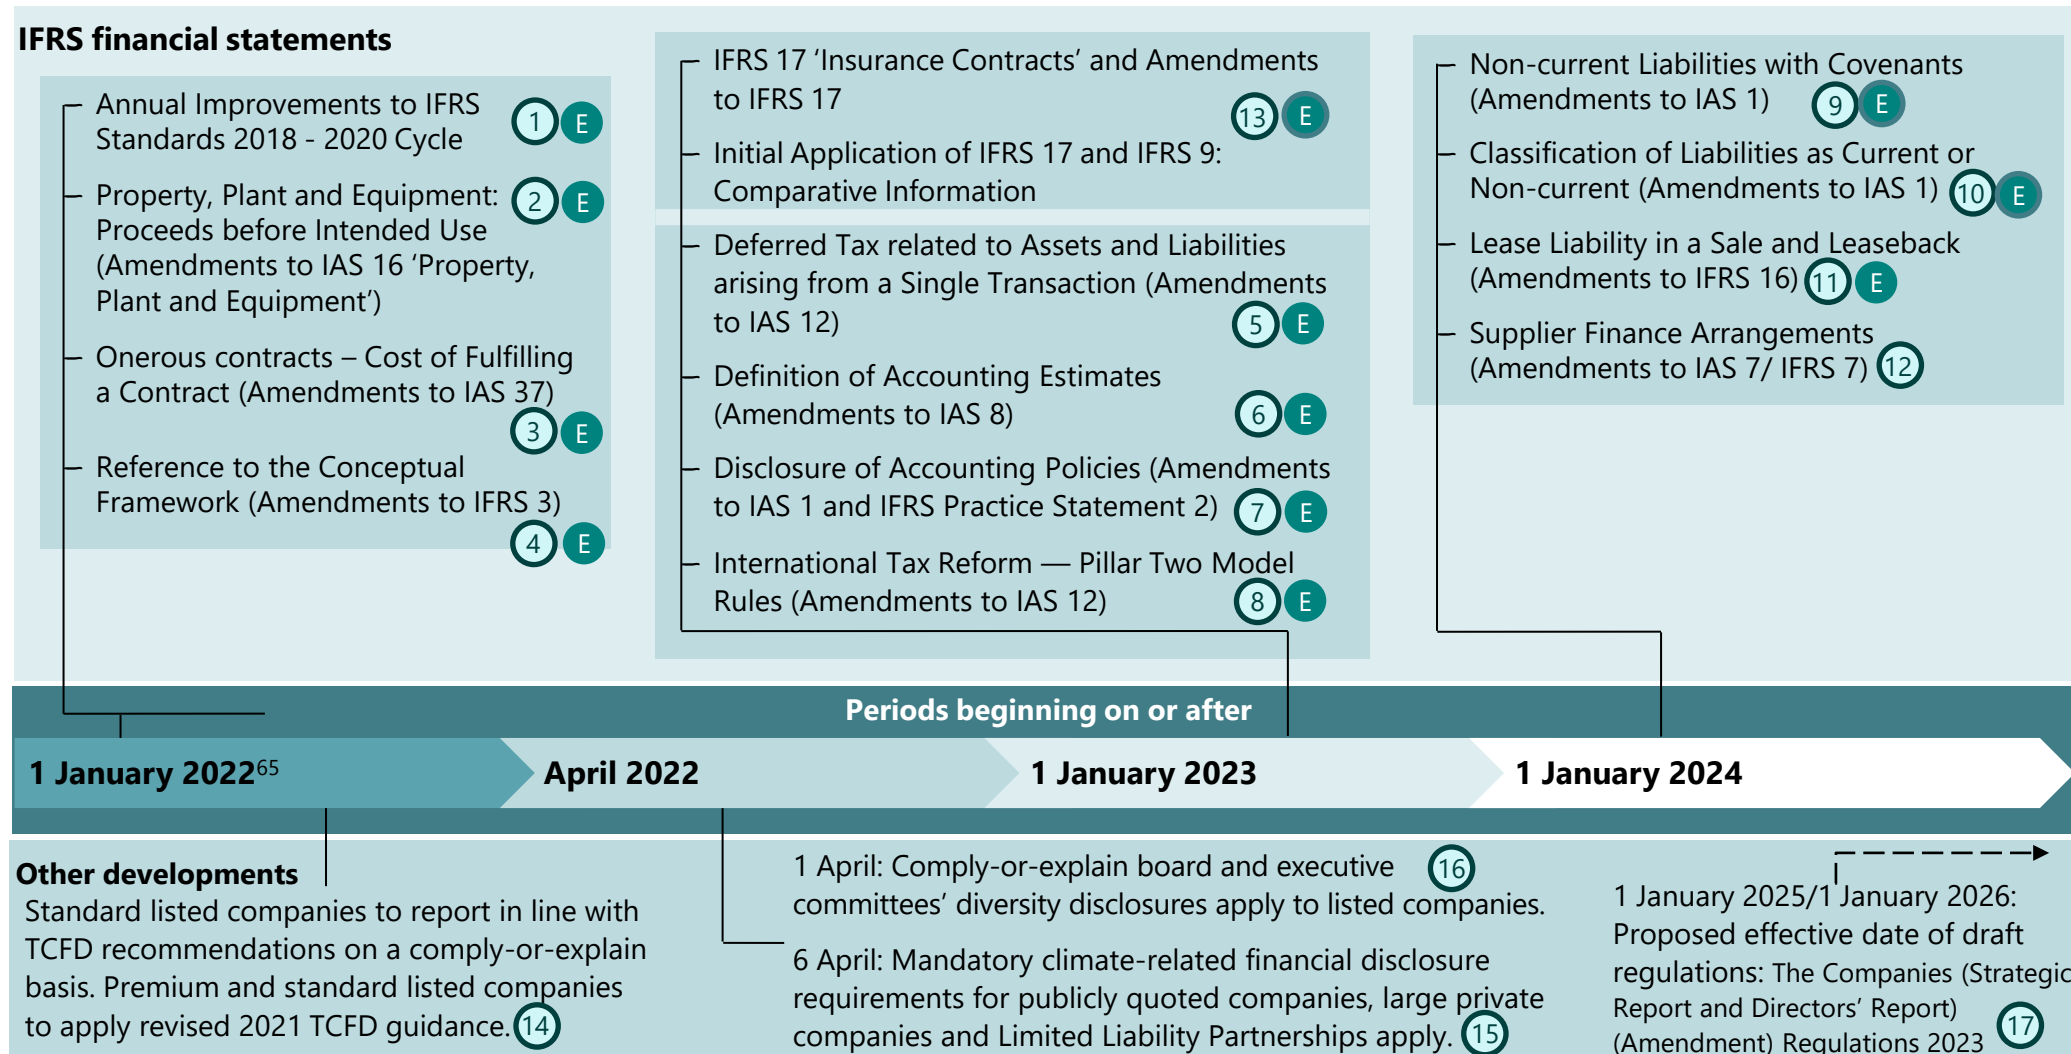 IFRS financial statements
Annual Improvements to IFRS
Standards 2018 - 2020 Cycle
1 E
Property, Plant and Equipment:
2 E
Proceeds before Intended Use
(Amendments to IAS 16 ‘Property,
Plant and Equipment’)
Onerous contracts – Cost of Fulfilling
a Contract (Amendments to IAS 37)
3 E
Reference to the Conceptual
Framework (Amendments to IFRS 3)
4 E
IFRS 17 ‘Insurance Contracts’ and Amendments
to IFRS 17
13 E
Initial Application of IFRS 17 and IFRS 9:
Comparative Information
Deferred Tax related to Assets and Liabilities
arising from a Single Transaction (Amendments
to IAS 12)
5 E
Definition of Accounting Estimates
(Amendments to IAS 8)
6 E
Disclosure of Accounting Policies (Amendments
to IAS 1 and IFRS Practice Statement 2)
7 E
International Tax Reform — Pillar Two Model
Rules (Amendments to IAS 12)
8 E
Non-current Liabilities with Covenants
(Amendments to IAS 1)
9 E
Classification of Liabilities as Current or
Non-current (Amendments to IAS 1)
10 E
Lease Liability in a Sale and Leaseback
(Amendments to IFRS 16)
11 E
Supplier Finance Arrangements
(Amendments to IAS 7/ IFRS 7)
12
Periods beginning on or after
1 January 2022⁶⁵
April 2022
1 January 2023
1 January 2024
Other developments
Standard listed companies to report in line with
TCFD recommendations on a comply-or-explain
basis. Premium and standard listed companies
to apply revised 2021 TCFD guidance.
14
1 April: Comply-or-explain board and executive
16
committees’ diversity disclosures apply to listed companies.
6 April: Mandatory climate-related financial disclosure
requirements for publicly quoted companies, large private
companies and Limited Liability Partnerships apply.
15
1 January 2025/1 January 2026:
Proposed effective date of draft
regulations: The Companies (Strategic
Report and Directors’ Report)
(Amendment) Regulations 2023
17